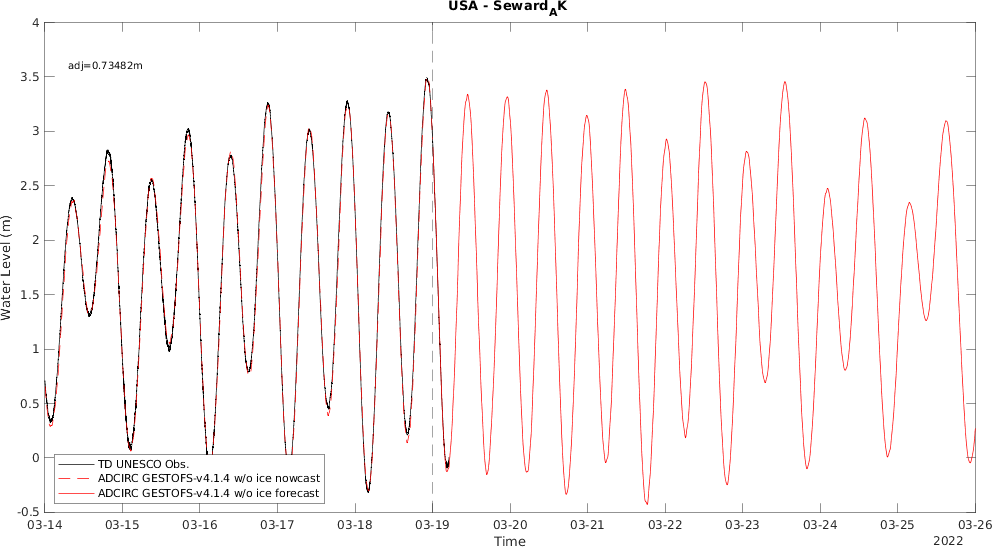 USA - Seward_AK
adj=0.73482m
Water Level (m)
4
3.5
3
2.5
2
1.5
1
0.5
0
-0.5
TD UNESCO Obs.
ADCIRC GESTOFS-v4.1.4 w/o ice nowcast
ADCIRC GESTOFS-v4.1.4 w/o ice forecast
03-14 03-15 03-16 03-17 03-18 03-19 03-20 03-21 03-22 03-23 03-24 03-25 03-26
Time
2022